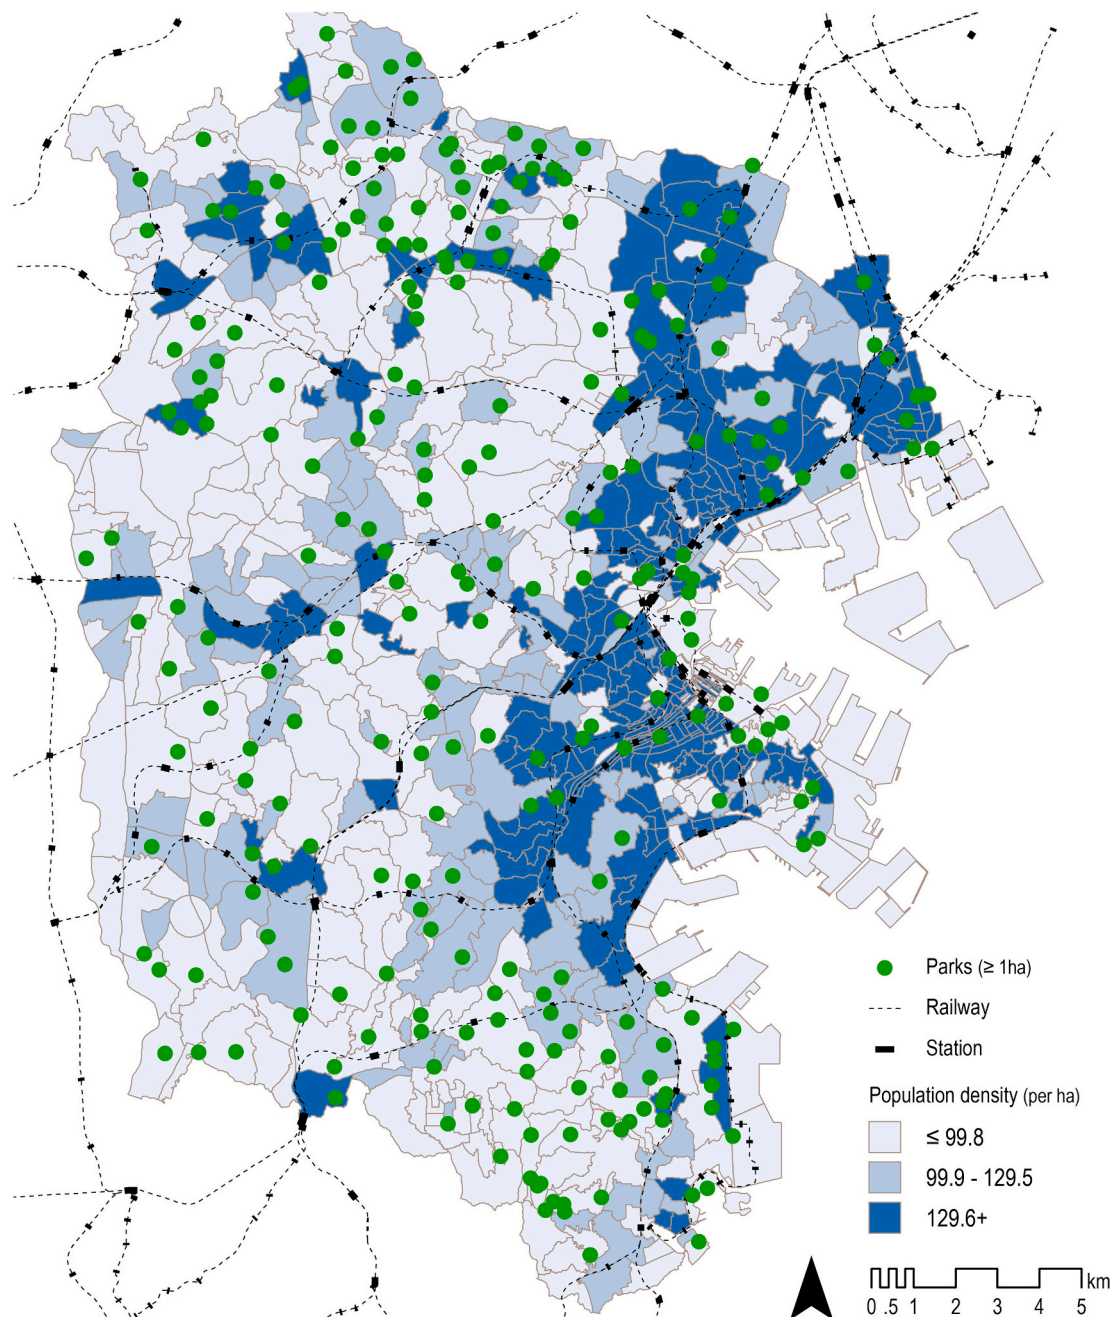 Parks (≥ 1ha)
Railway
Station
Population density (per ha)
≤ 99.8
99.9 - 129.5
129.6+
km
0 .5 1 2 3 4 5